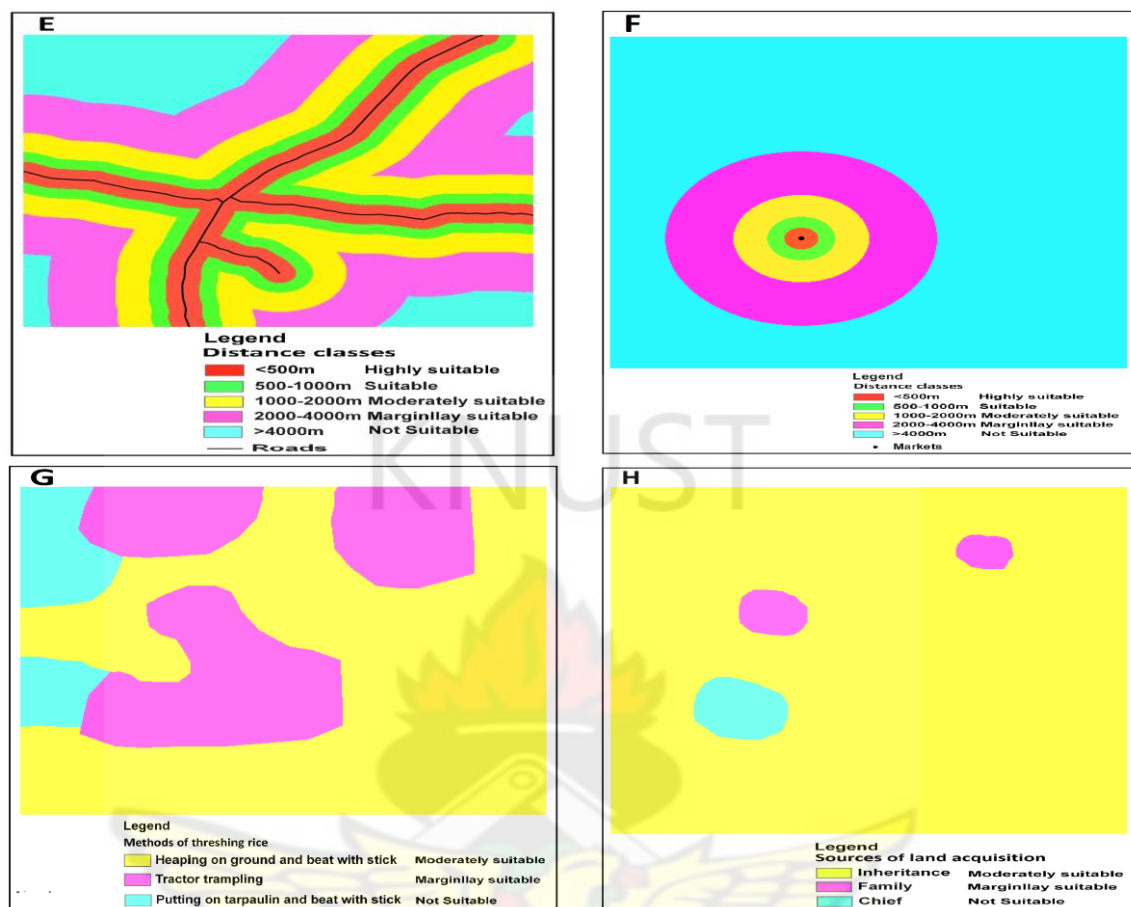 E
Legend
Distance classes
<500m Highly suitable
500-1000m Suitable
1000-2000m Moderately suitable
2000-4000m Marginllay suitable
>4000m Not Suitable
Roads
F
Legend
Distance classes
<500m Highly suitable
500-1000m Suitable
1000-2000m Moderately suitable
2000-4000m Marginllay suitable
>4000m Not Suitable
Markets
KNUST
G
Legend
Methods of threshing rice
Heaping on ground and beat with stick Moderately suitable
Tractor trampling Marginllay suitable
Putting on tarpaulin and beat with stick Not Suitable
H
Legend
Sources of land acquisition
Inheritance Moderately suitable
Family Marginllay suitable
Chief Not Suitable